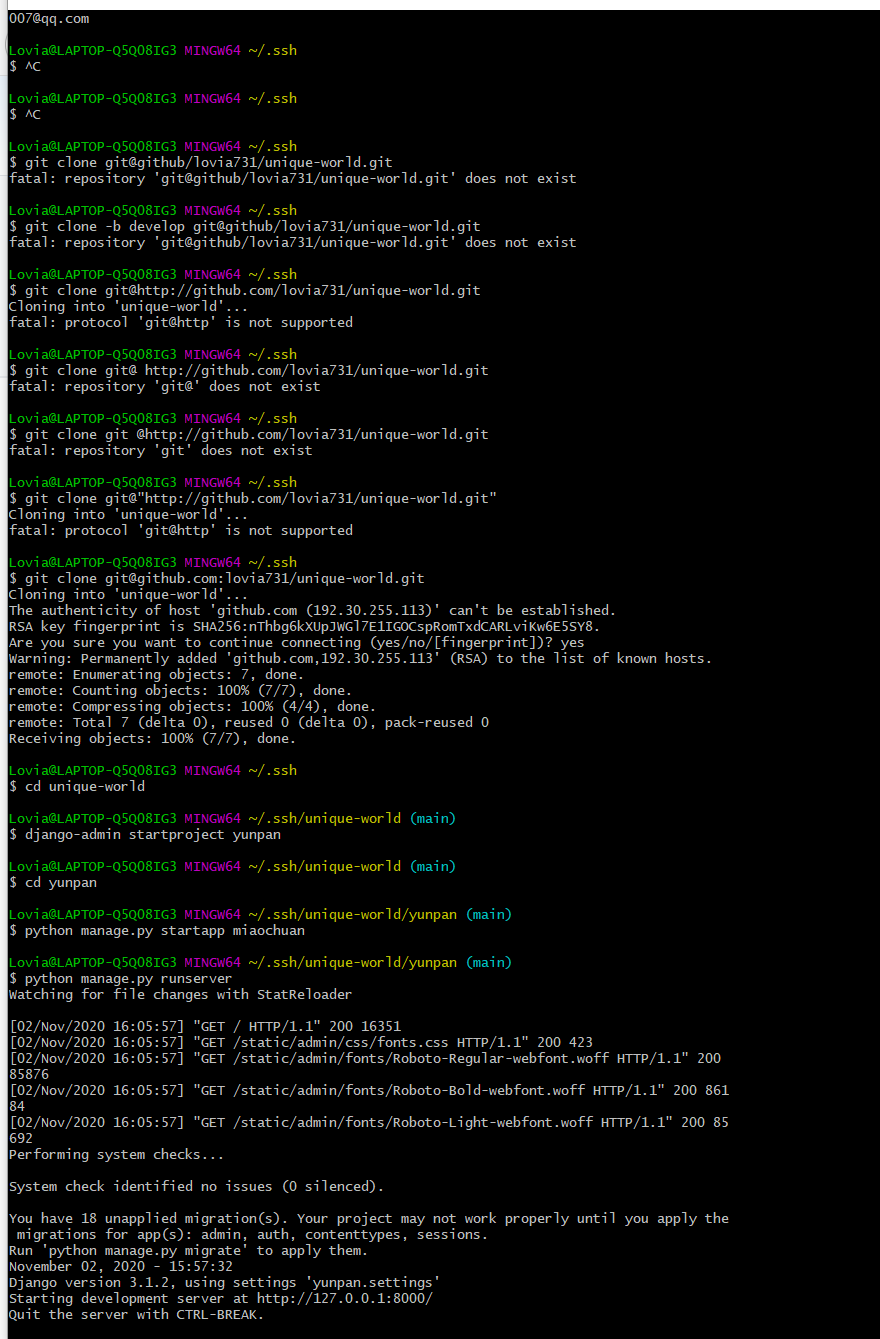 007@qq.com
Lovia@LAPTOP-Q5QO8IG3 MINGW64 ~/.ssh
$ ^C
Lovia@LAPTOP-Q5QO8IG3 MINGW64 ~/.ssh
$ ^C
Lovia@LAPTOP-Q5QO8IG3 MINGW64 ~/.ssh
$ git clone git@github/lovia731/unique-world.git
fatal: repository 'git@github/lovia731/unique-world.git' does not exist
Lovia@LAPTOP-Q5QO8IG3 MINGW64 ~/.ssh
$ git clone -b develop git@github/lovia731/unique-world.git
fatal: repository 'git@github/lovia731/unique-world.git' does not exist
Lovia@LAPTOP-Q5QO8IG3 MINGW64 ~/.ssh
$ git clone git@http://github.com/lovia731/unique-world.git
Cloning into 'unique-world'...
fatal: protocol 'git@http' is not supported
Lovia@LAPTOP-Q5QO8IG3 MINGW64 ~/.ssh
$ git clone git@ http://github.com/lovia731/unique-world.git
fatal: repository 'git@' does not exist
Lovia@LAPTOP-Q5QO8IG3 MINGW64 ~/.ssh
$ git clone git @http://github.com/lovia731/unique-world.git
fatal: repository 'git' does not exist
Lovia@LAPTOP-Q5QO8IG3 MINGW64 ~/.ssh
$ git clone git@"http://github.com/lovia731/unique-world.git"
Cloning into 'unique-world'...
fatal: protocol 'git@http' is not supported
Lovia@LAPTOP-Q5QO8IG3 MINGW64 ~/.ssh
$ git clone git@github.com:lovia731/unique-world.git
Cloning into 'unique-world'...
The authenticity of host 'github.com (192.30.255.113)' can't be established.
RSA key fingerprint is SHA256:nThbg6kXUpJWGl7E1IGOCspRomTxdCARLviKw6E5SY8.
Are you sure you want to continue connecting (yes/no/[fingerprint])? yes
Warning: Permanently added 'github.com,192.30.255.113' (RSA) to the list of known hosts.
remote: Enumerating objects: 7, done.
remote: Counting objects: 100% (7/7), done.
remote: Compressing objects: 100% (4/4), done.
remote: Total 7 (delta 0), reused 0 (delta 0), pack-reused 0
Receiving objects: 100% (7/7), done.
Lovia@LAPTOP-Q5QO8IG3 MINGW64 ~/.ssh
$ cd unique-world
Lovia@LAPTOP-Q5QO8IG3 MINGW64 ~/.ssh/unique-world (main)
$ django-admin startproject yunpan
Lovia@LAPTOP-Q5QO8IG3 MINGW64 ~/.ssh/unique-world (main)
$ cd yunpan
Lovia@LAPTOP-Q5QO8IG3 MINGW64 ~/.ssh/unique-world/yunpan (main)
$ python manage.py startapp miaochuan
Lovia@LAPTOP-Q5QO8IG3 MINGW64 ~/.ssh/unique-world/yunpan (main)
$ python manage.py runserver
Watching for file changes with StatReloader
[02/Nov/2020 16:05:57] "GET / HTTP/1.1" 200 16351
[02/Nov/2020 16:05:57] "GET /static/admin/css/fonts.css HTTP/1.1" 200 423
[02/Nov/2020 16:05:57] "GET /static/admin/fonts/Roboto-Regular-webfont.woff HTTP/1.1" 200
85876
[02/Nov/2020 16:05:57] "GET /static/admin/fonts/Roboto-Bold-webfont.woff HTTP/1.1" 200 861
84
[02/Nov/2020 16:05:57] "GET /static/admin/fonts/Roboto-Light-webfont.woff HTTP/1.1" 200 85
692
Performing system checks...
System check identified no issues (0 silenced).
You have 18 unapplied migration(s). Your project may not work properly until you apply the
migrations for app(s): admin, auth, contenttypes, sessions.
Run 'python manage.py migrate' to apply them.
November 02, 2020 - 15:57:32
Django version 3.1.2, using settings 'yunpan.settings'
Starting development server at http://127.0.0.1:8000/
Quit the server with CTRL-BREAK.